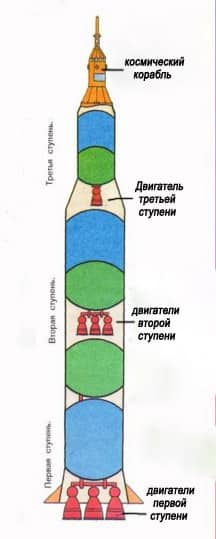 космический
корабль
Третья ступень.
Двигатель
третьей
ступени
Вторая ступень.
двигатели
второй
ступени
Первая ступень.
двигатели
первой
ступени